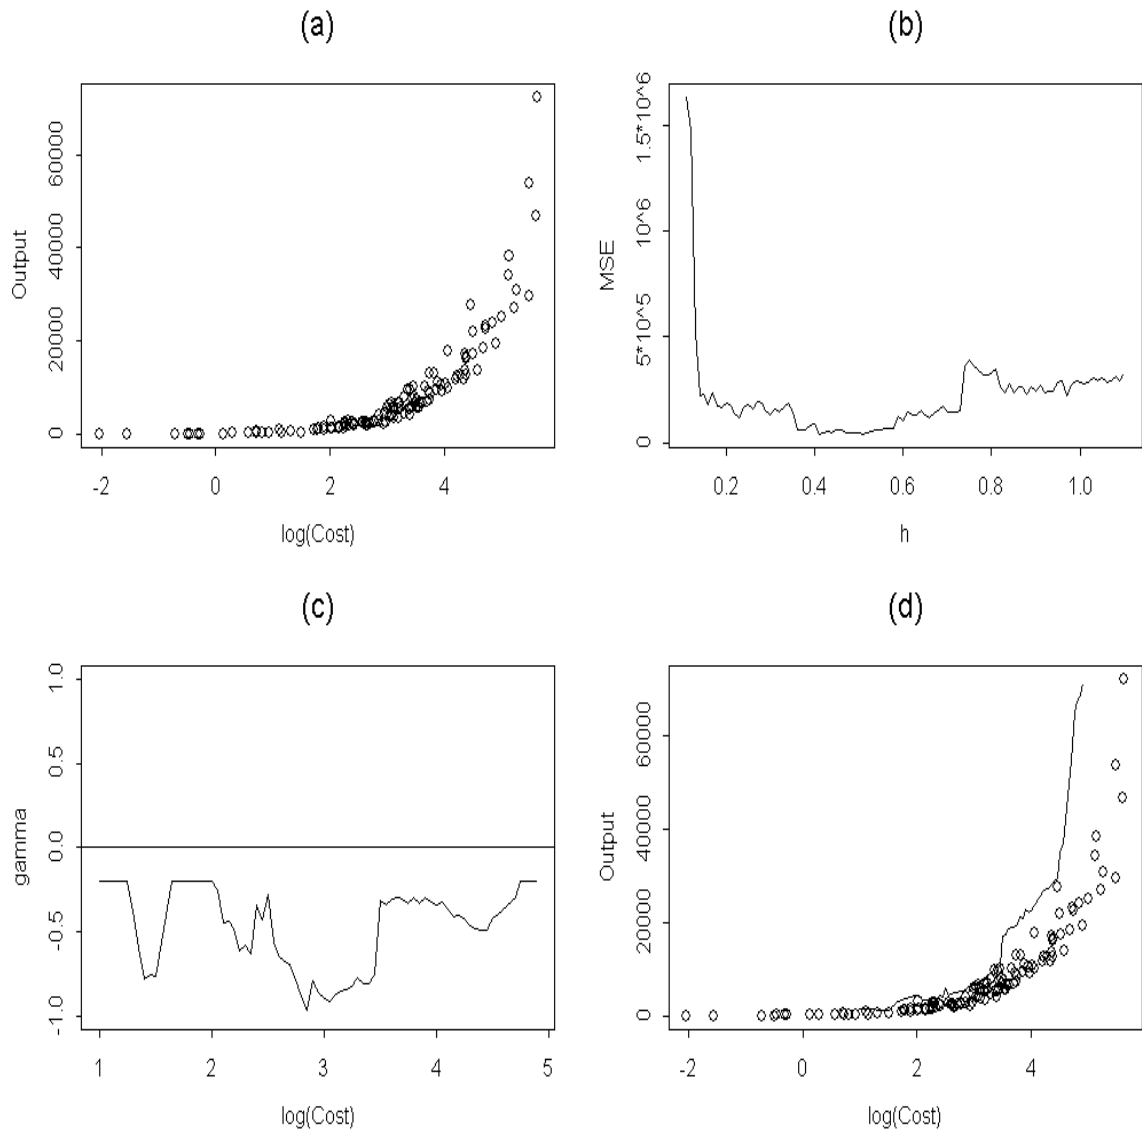 (a)
Output
0 20000 40000 60000
-2 0 2 4
log(Cost)
(b)
MSE
0 5*10^5 10^6 1.5*10^6
0.2 0.4 0.6 0.8 1.0
h
(c)
gamma
-1.0 -0.5 0.0 0.5 1.0
1 2 3 4 5
log(Cost)
(d)
Output
0 20000 40000 60000
-2 0 2 4
log(Cost)